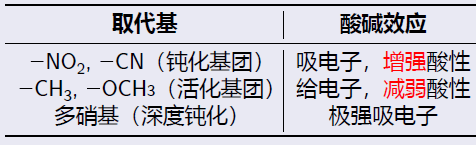 取代基 酸碱效应
−NO₂, −CN（钝化基团） 吸电子，增强酸性
−CH₃, −OCH3（活化基团） 给电子，减弱酸性
多硝基（深度钝化） 极强吸电子